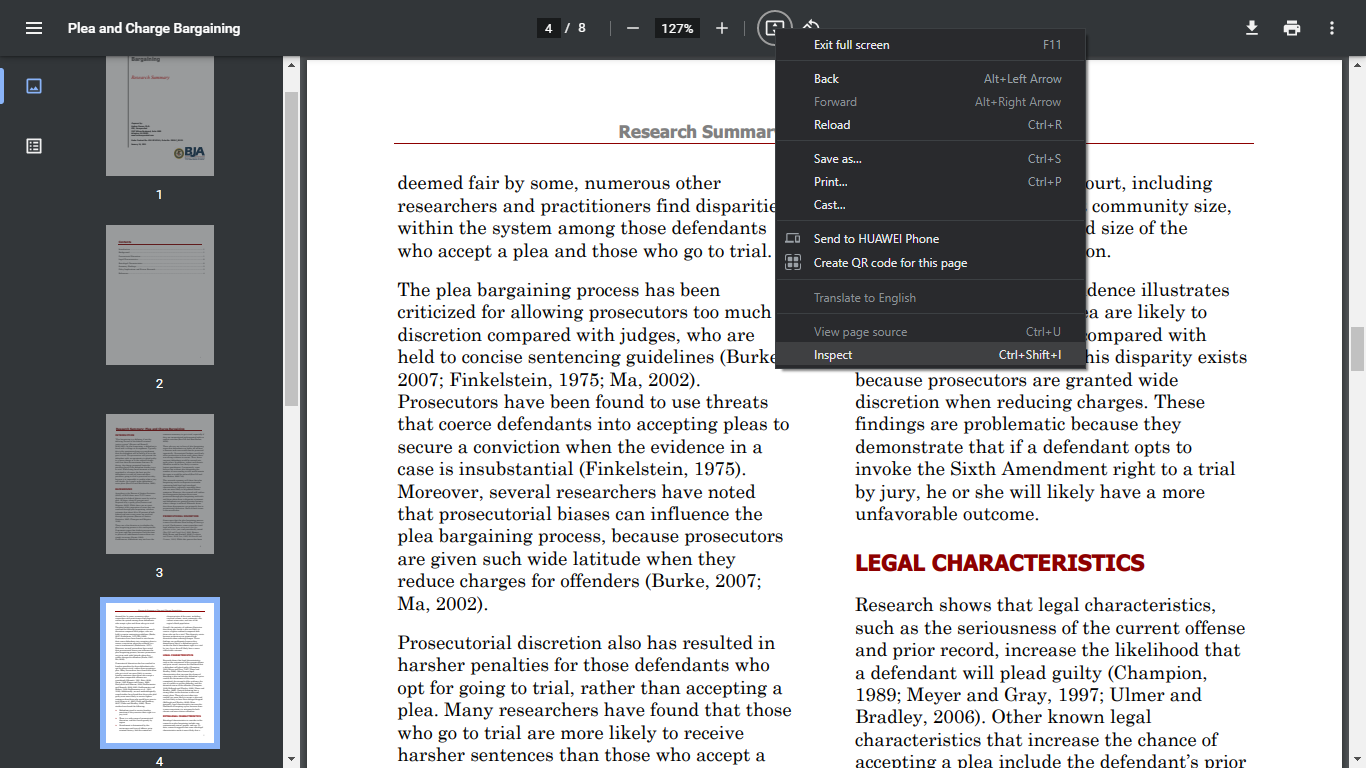 Plea and Charge Bargaining
4 / 8
127%
Bargaining
Research Summary
BJA
1
2
3
4
Research Summar
deemed fair by some, numerous other
researchers and practitioners find disparitie
within the system among those defendants
who accept a plea and those who go to trial.
The plea bargaining process has been
criticized for allowing prosecutors too much
discretion compared with judges, who are
held to concise sentencing guidelines (Burke
2007; Finkelstein, 1975; Ma, 2002).
Prosecutors have been found to use threats
that coerce defendants into accepting pleas to
secure a conviction when the evidence in a
case is insubstantial (Finkelstein, 1975).
Moreover, several researchers have noted
that prosecutorial biases can influence the
plea bargaining process, because prosecutors
are given such wide latitude when they
reduce charges for offenders (Burke, 2007;
Ma, 2002).
Prosecutorial discretion also has resulted in
harsher penalties for those defendants who
opt for going to trial, rather than accepting a
plea. Many researchers have found that those
who go to trial are more likely to receive
harsher sentences than those who accept a
Exit full screen F11
Back Alt+Left Arrow
Forward Alt+Right Arrow
Reload Ctrl+R
Save as... Ctrl+S
Print... Ctrl+P
Cast...
Send to HUAWEI Phone
Create QR code for this page
Translate to English
View page source Ctrl+U
Inspect Ctrl+Shift+I
ourt, including
community size,
d size of the
on.
dence illustrates
ea are likely to
compared with
his disparity exists
because prosecutors are granted wide
discretion when reducing charges. These
findings are problematic because they
demonstrate that if a defendant opts to
invoke the Sixth Amendment right to a trial
by jury, he or she will likely have a more
unfavorable outcome.
LEGAL CHARACTERISTICS
Research shows that legal characteristics,
such as the seriousness of the current offense
and prior record, increase the likelihood that
a defendant will plead guilty (Champion,
1989; Meyer and Gray, 1997; Ulmer and
Bradley, 2006). Other known legal
characteristics that increase the chance of
accepting a plea include the defendant's prior